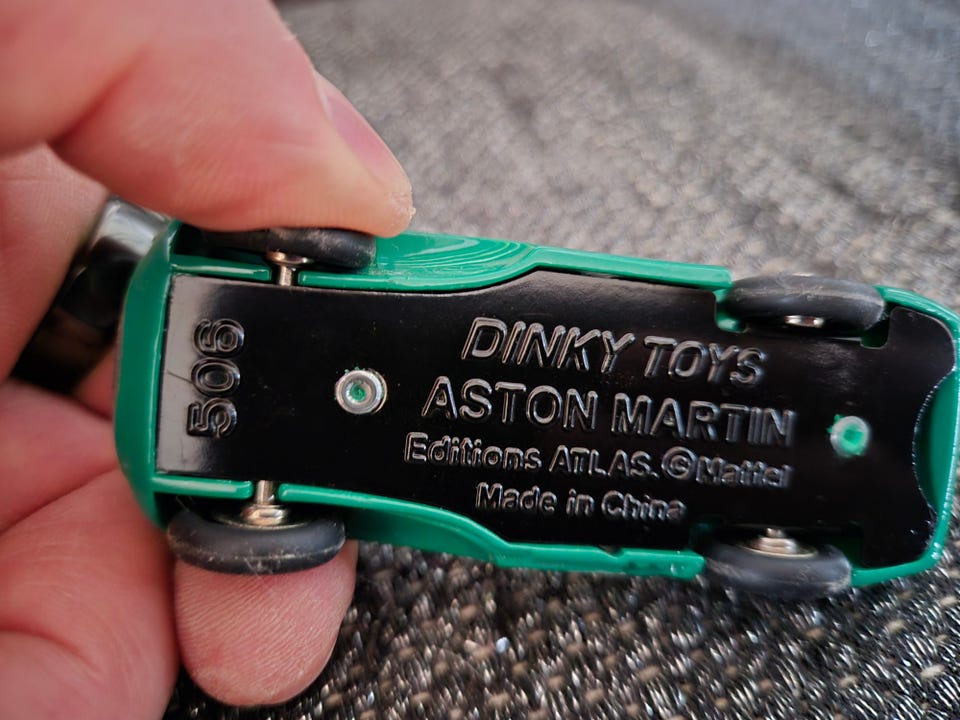 506
DINKY TOYS
ASTON MARTIN
Editions ATLAS. ©Mattel
Made in China